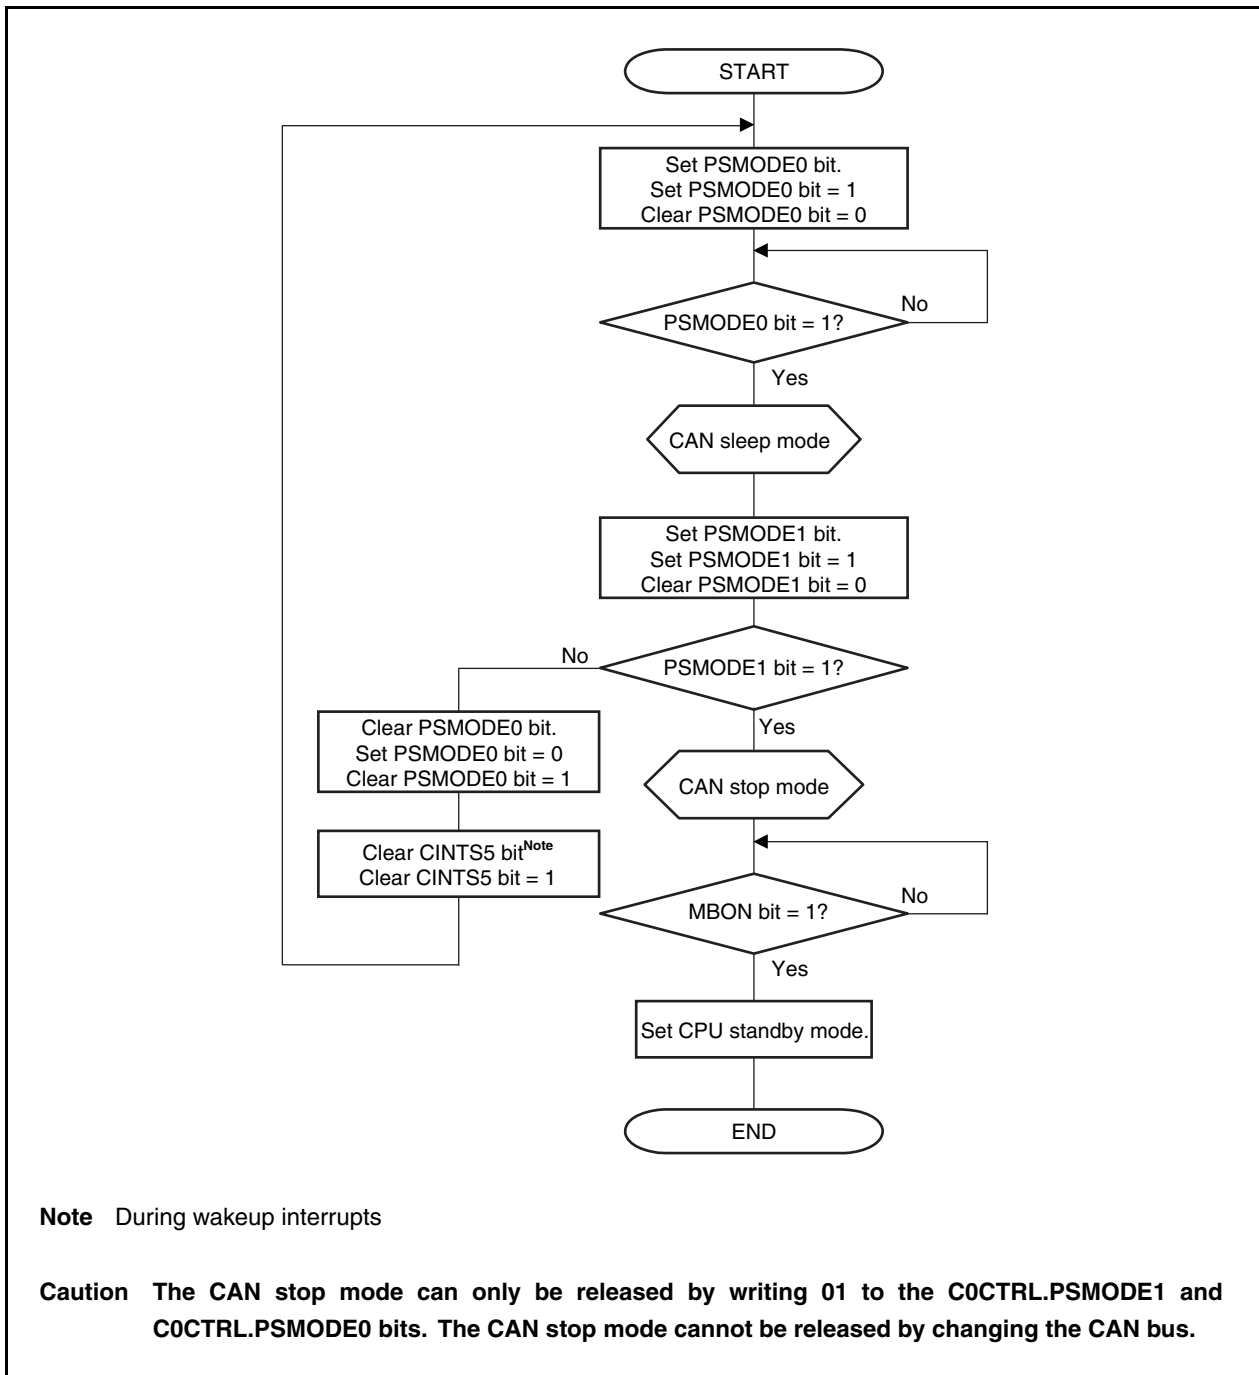 START
Set PSMODE0 bit.
Set PSMODE0 bit = 1
Clear PSMODE0 bit = 0
No
PSMODE0 bit = 1?
Yes
CAN sleep mode
Set PSMODE1 bit.
Set PSMODE1 bit = 1
Clear PSMODE1 bit = 0
No
PSMODE1 bit = 1?
Yes
Clear PSMODE0 bit.
Set PSMODE0 bit = 0
Clear PSMODE0 bit = 1
CAN stop mode
Clear CINTS5 bitNote
Clear CINTS5 bit = 1
No
MBON bit = 1?
Yes
Set CPU standby mode.
END
Note During wakeup interrupts
Caution The CAN stop mode can only be released by writing 01 to the C0CTRL.PSMODE1 and
C0CTRL.PSMODE0 bits. The CAN stop mode cannot be released by changing the CAN bus.